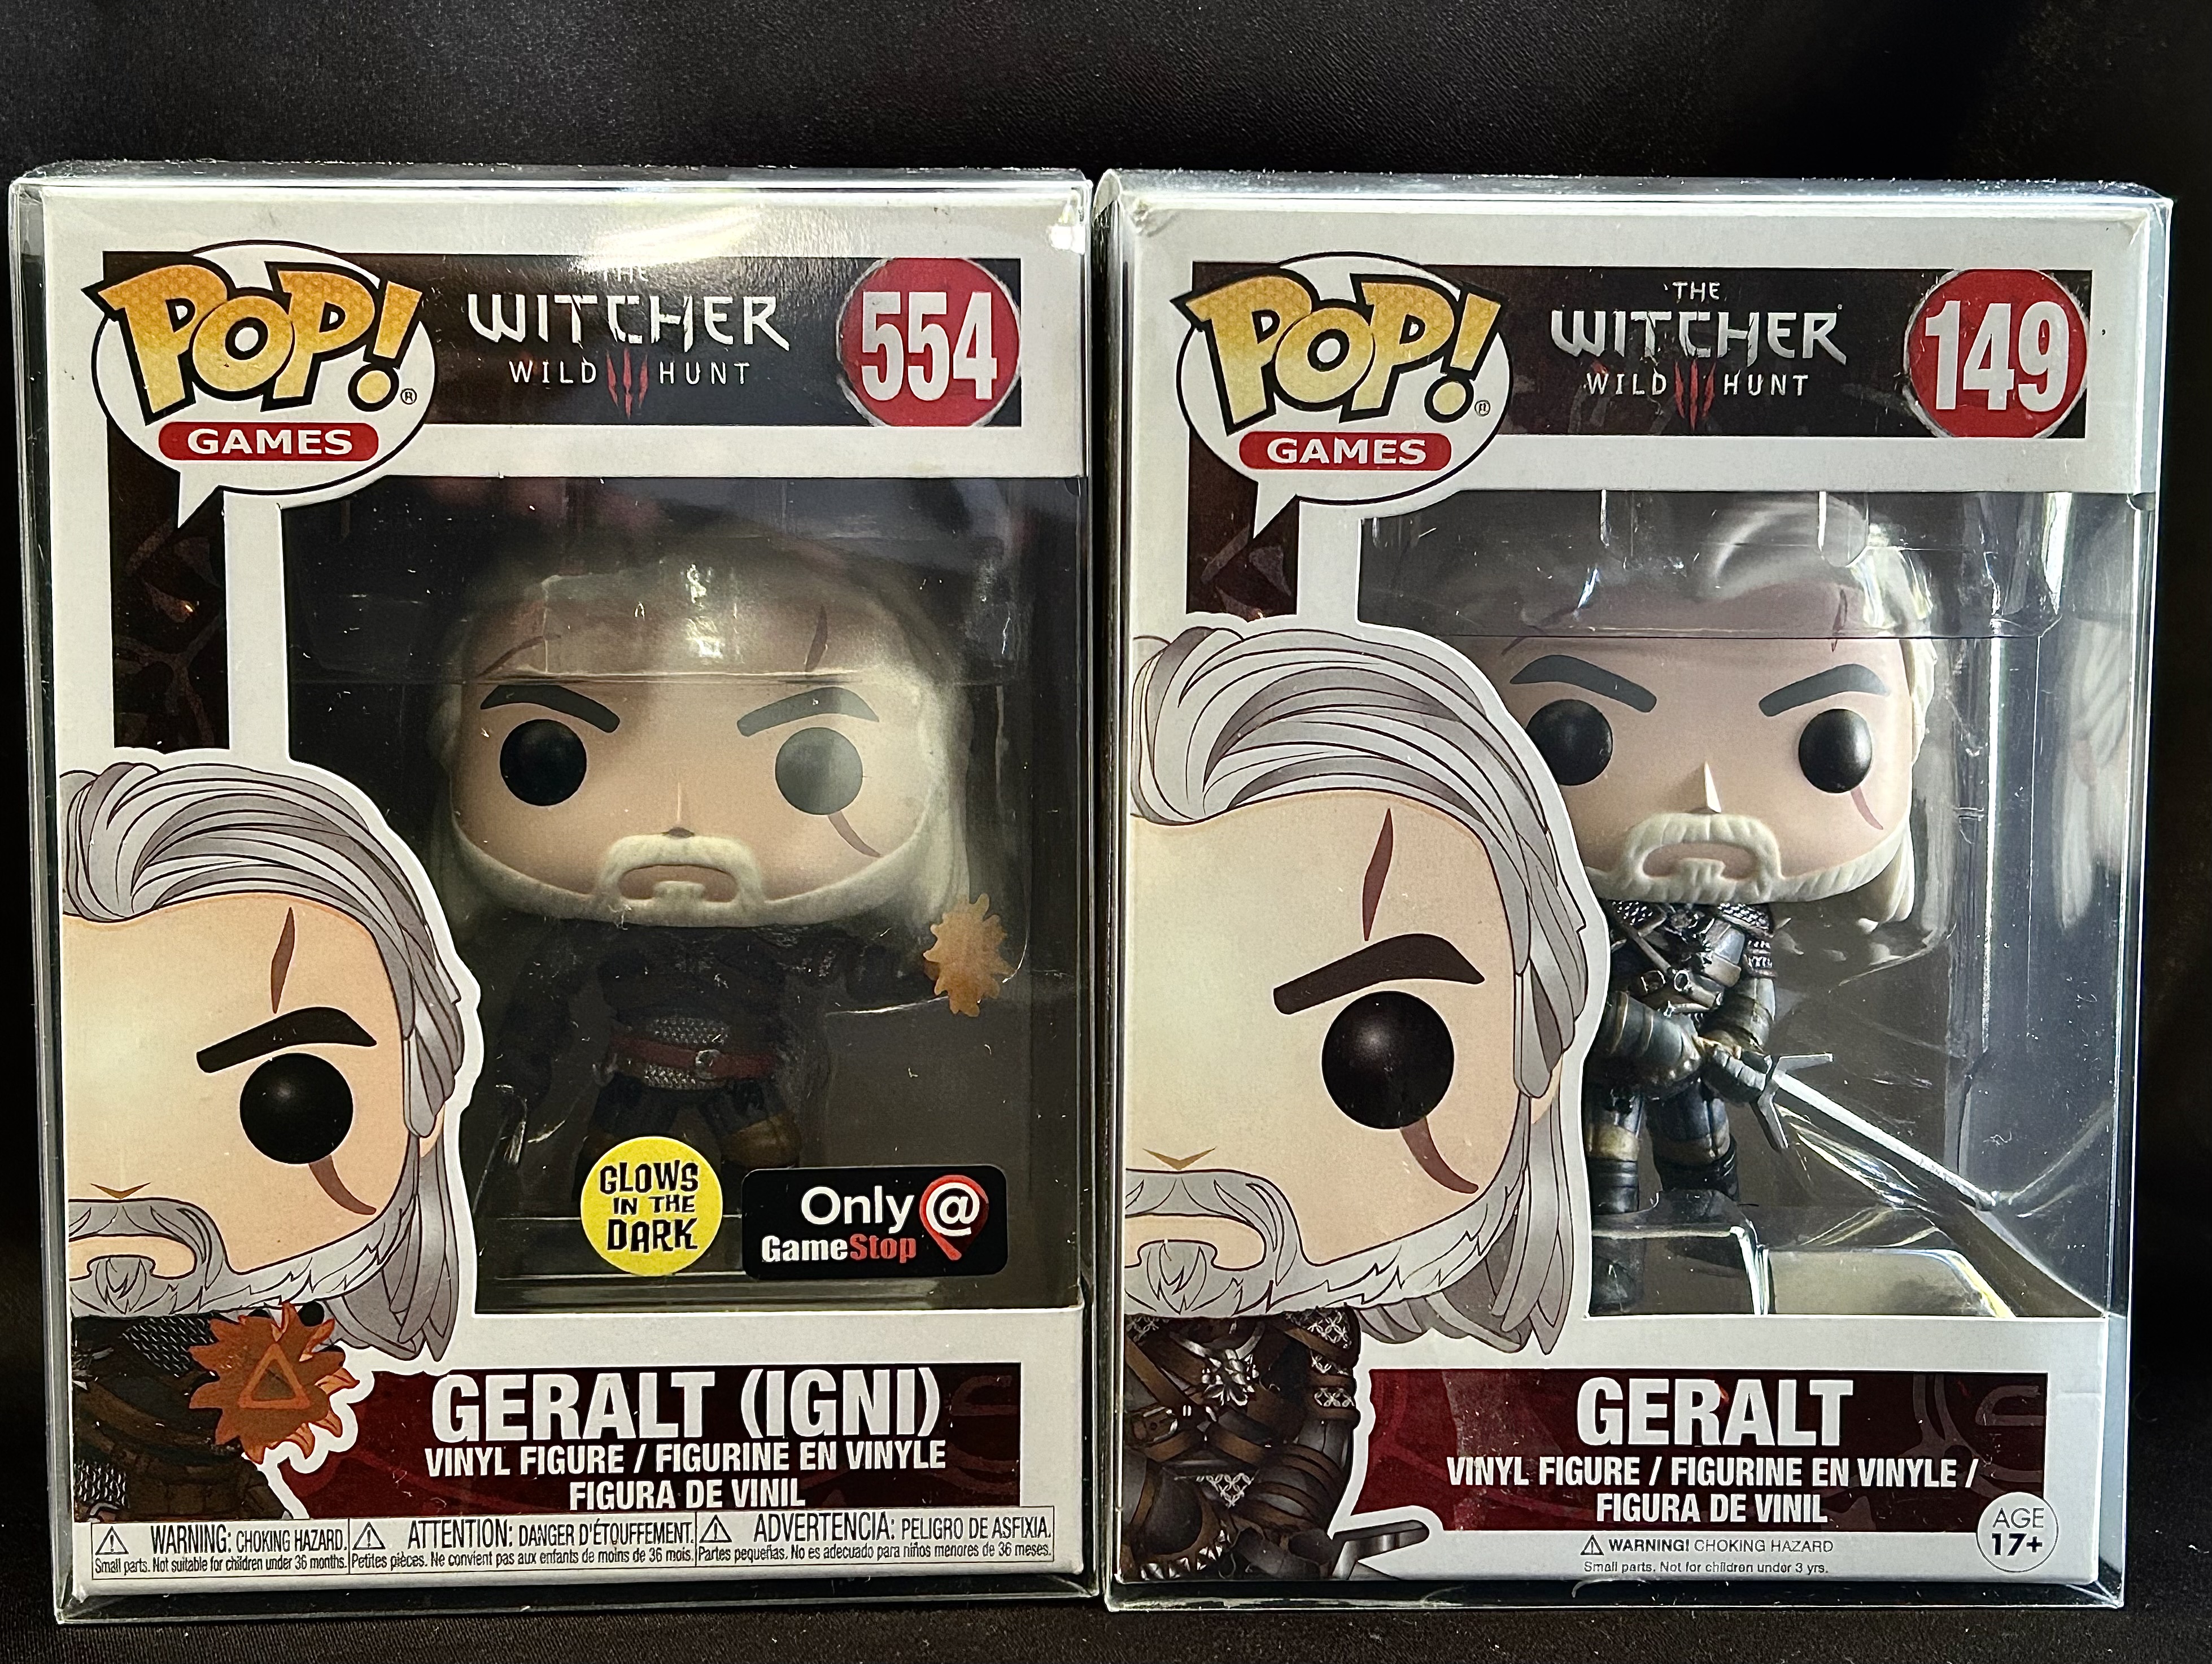 POP!®
GAMES
THE
WITCHER
WILD III HUNT
554
GLOWS
IN THE
DARK
Only @
GameStop
GERALT (IGNI)
VINYL FIGURE / FIGURINE EN VINYLE
FIGURA DE VINIL
WARNING: CHOKING HAZARD.
Small parts. Not suitable for children under 36 months.
ATTENTION: DANGER D'ÉTOUFFEMENT.
Petites pièces. Ne convient pas aux enfants de moins de 36 mois.
ADVERTENCIA: PELIGRO DE ASFIXIA.
Partes pequeñas. No es adecuado para niños menores de 36 meses.
POP!®
GAMES
THE
WITCHER
WILD III HUNT
149
GERALT
VINYL FIGURE / FIGURINE EN VINYLE /
FIGURA DE VINIL
WARNING! CHOKING HAZARD
Small parts. Not for children under 3 yrs.
AGE
17+